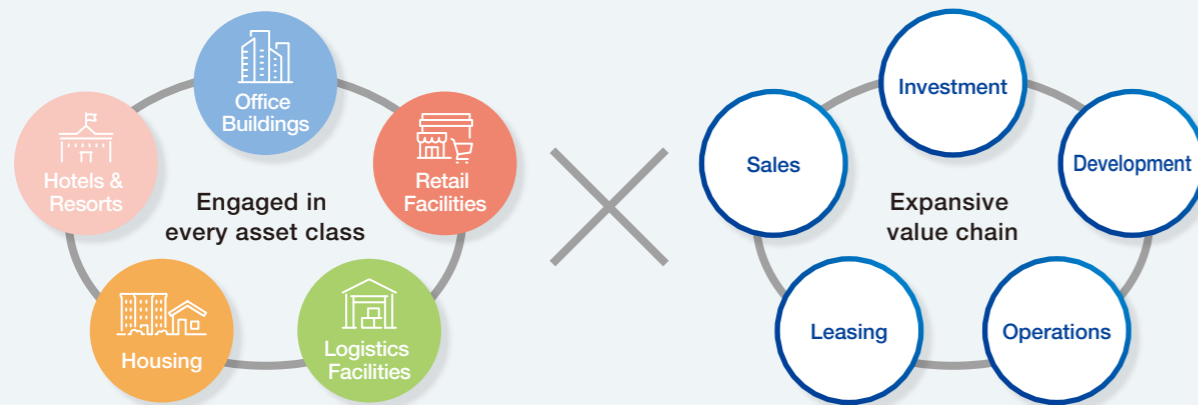 Office
Buildings
Hotels &
Resorts
Retail
Facilities
Engaged in
every asset class
Housing
Logistics
Facilities
Investment
Sales
Development
Expansive
value chain
Leasing
Operations